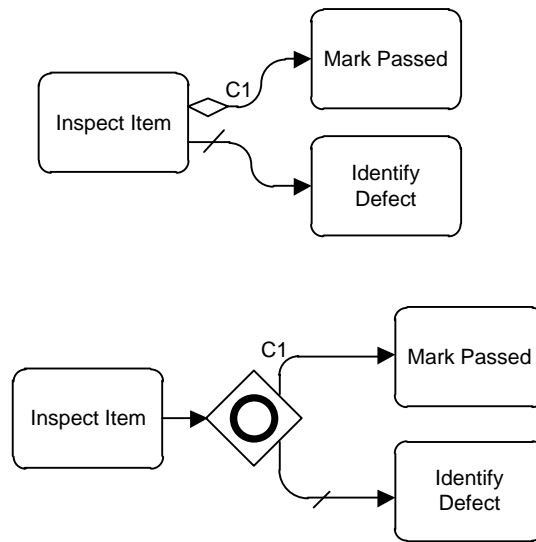 Mark Passed
C1
Inspect Item
Identify
Defect
C1
Mark Passed
Inspect Item
Identify
Defect